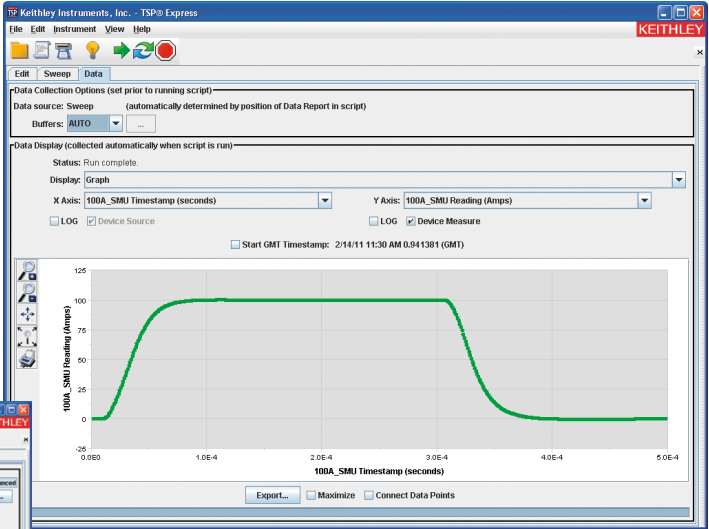 TSP Keithley Instruments, Inc. - TSP® Express
File Edit Instrument View Help
KEITHLEY
Edit Sweep Data
Data Collection Options (set prior to running script)
Data source: Sweep (automatically determined by position of Data Report in script)
Buffers: AUTO ...
Data Display (collected automatically when script is run)
Status: Run complete.
Display: Graph
X Axis: 100A_SMU Timestamp (seconds) Y Axis: 100A_SMU Reading (Amps)
LOG Device Source LOG Device Measure
Start GMT Timestamp: 2/14/11 11:30 AM 0.941381 (GMT)
100A_SMU Reading (Amps)
125
100
75
50
25
0
-25
0.0E0 1.0E-4 2.0E-4 3.0E-4 4.0E-4 5.0E-4
100A_SMU Timestamp (seconds)
Export... Maximize Connect Data Points